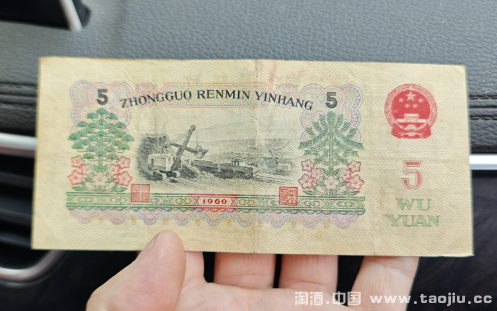 5 ZHONGGUO RENMIN YINHANG 5
5
WU
YUAN
1960
淘酒.中国 www.taojiu.cc